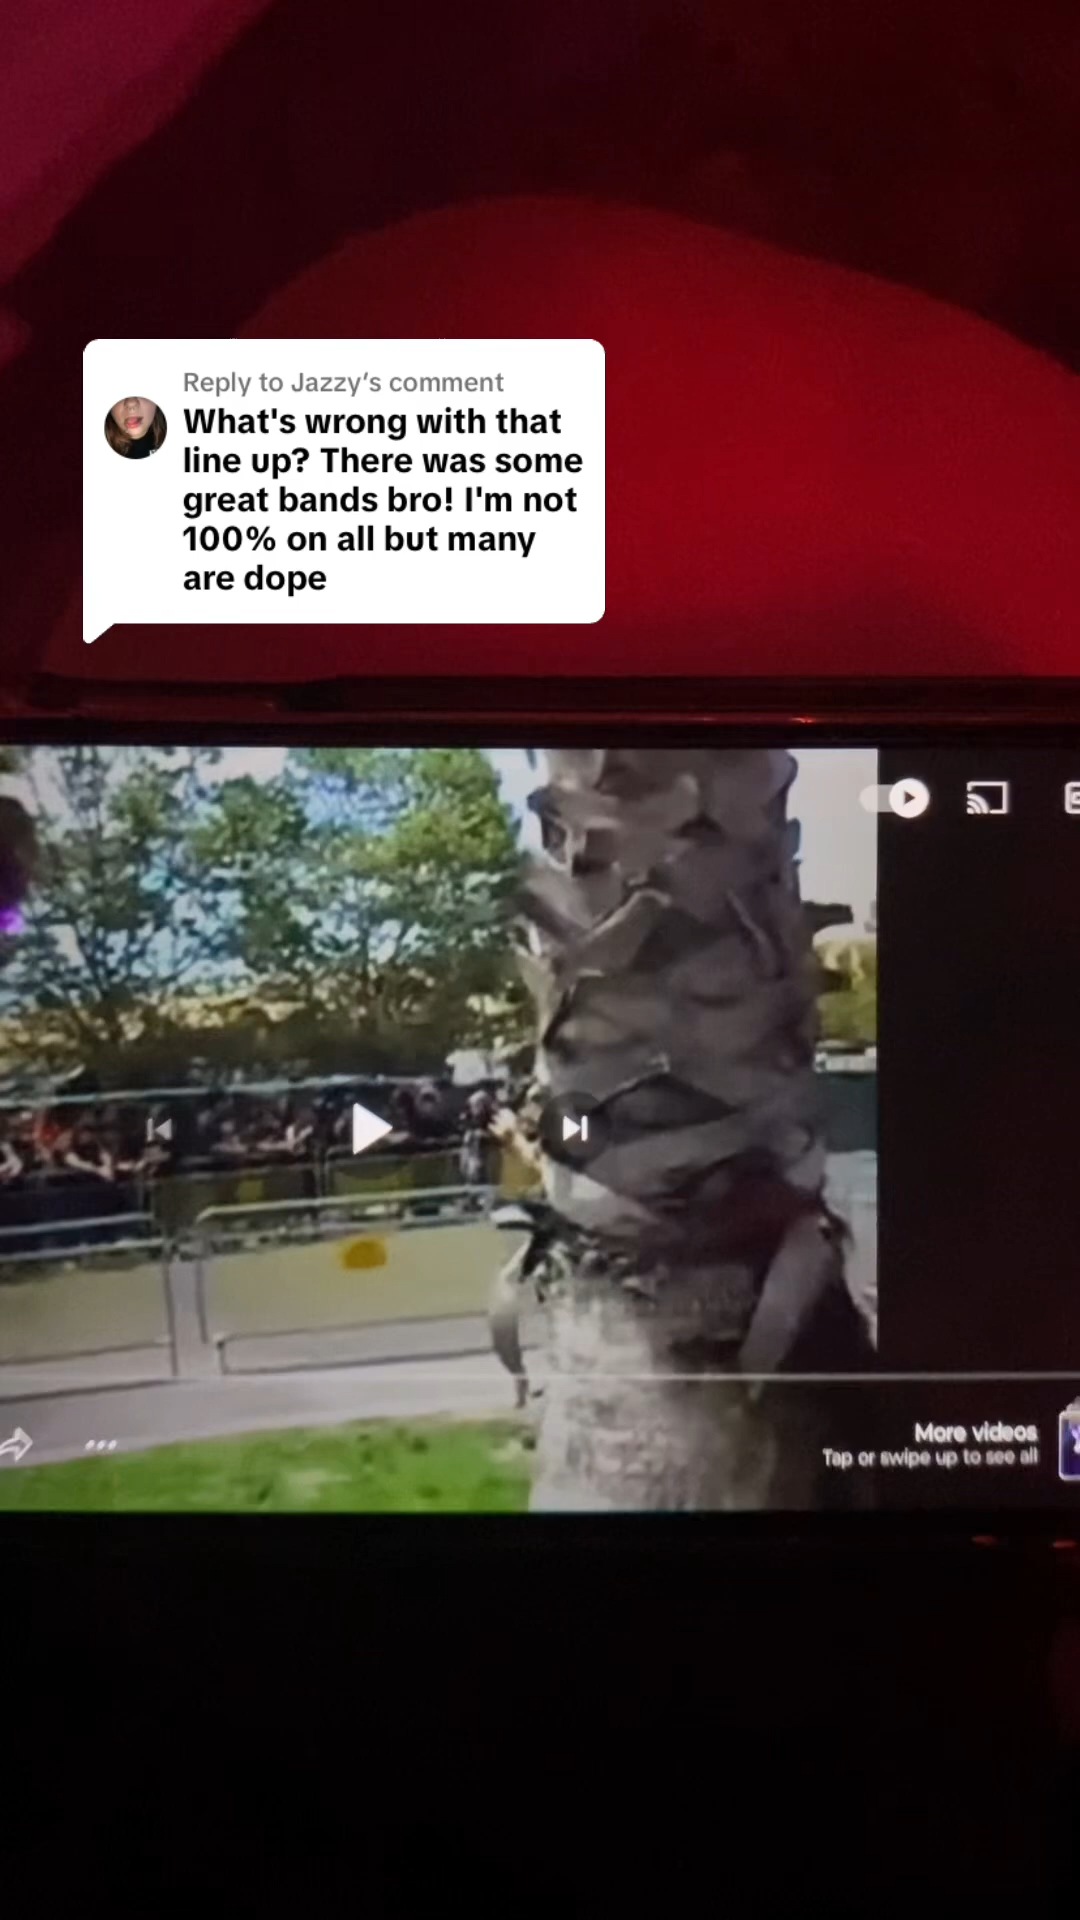 Reply to Jazzy's comment
What's wrong with that
line up? There was some
great bands bro! I'm not
100% on all but many
are dope
More videos
Tap or swipe up to see all